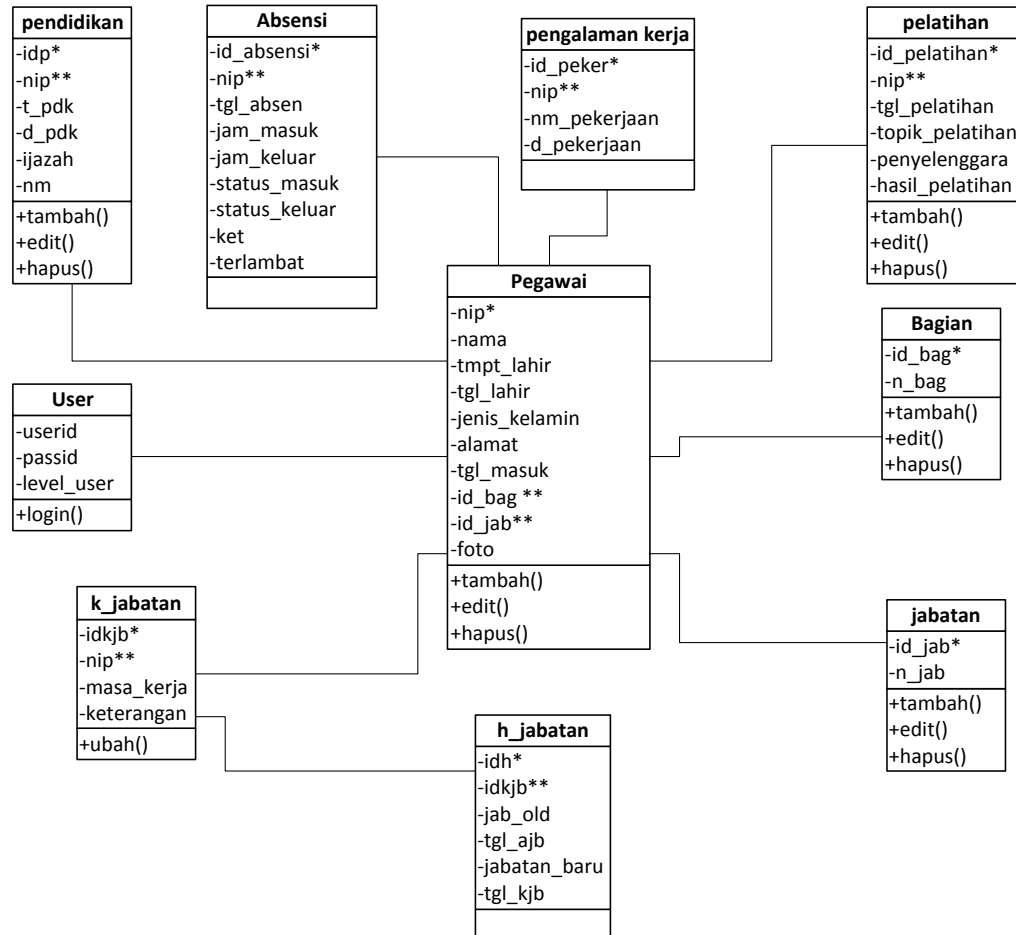 pendidikan
-idp*
-nip**
-t_pdk
-d_pdk
-ijazah
-nm
+tambah()
+edit()
+hapus()
Absensi
-id_absensi*
-nip**
-tgl_absen
-jam_masuk
-jam_keluar
-status_masuk
-status_keluar
-ket
-terlambat
pengalaman kerja
-id_peker*
-nip**
-nm_pekerjaan
-d_pekerjaan
pelatihan
-id_pelatihan*
-nip**
-tgl_pelatihan
-topik_pelatihan
-penyelenggara
-hasil_pelatihan
+tambah()
+edit()
+hapus()
Pegawai
-nip*
-nama
-tmpt_lahir
-tgl_lahir
-jenis_kelamin
-alamat
-tgl_masuk
-id_bag **
-id_jab**
-foto
+tambah()
+edit()
+hapus()
Bagian
-id_bag*
-n_bag
+tambah()
+edit()
+hapus()
User
-userid
-passid
-level_user
+login()
k_jabatan
-idkjb*
-nip**
-masa_kerja
-keterangan
+ubah()
jabatan
-id_jab*
-n_jab
+tambah()
+edit()
+hapus()
h_jabatan
-idh*
-idkjb**
-jab_old
-tgl_ajb
-jabatan_baru
-tgl_kjb